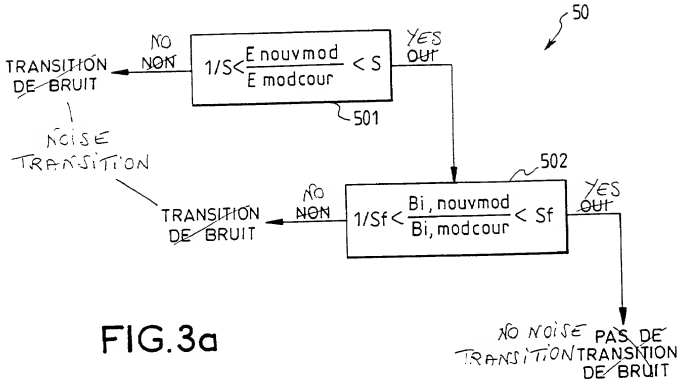 50
NO
NON
1/S< E nouvmod / E modcour < S
YES
OUI
TRANSITION
DE BRUIT
501
NOISE
TRANSITION
502
NO
NON
1/Sf< Bi, nouvmod / Bi, modcour < Sf
YES
OUI
TRANSITION
DE BRUIT
FIG.3a
NO NOISE PAS DE
TRANSITION TRANSITION
DE BRUIT